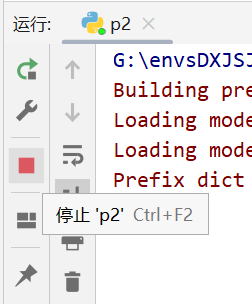 运行: p2
G:\envsDXJSJ
Building pre
Loading mode
Loading mode
Prefix dict
停止 'p2' Ctrl+F2